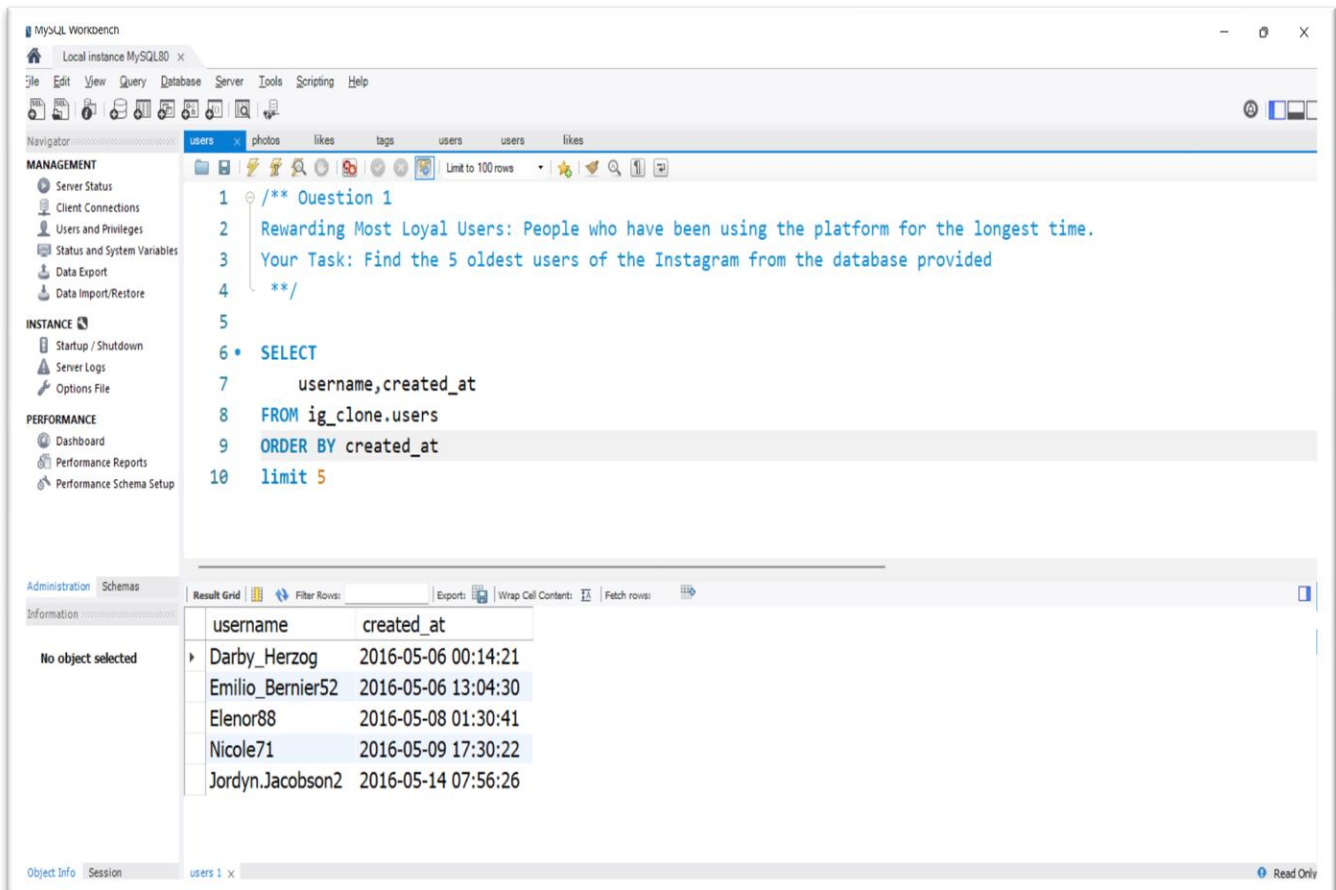 MySQL Workbench
Local instance MySQL80 ×
File Edit View Query Database Server Tools Scripting Help
Navigator
users × photos likes tags users users likes
MANAGEMENT
Server Status
Client Connections
Users and Privileges
Status and System Variables
Data Export
Data Import/Restore
INSTANCE
Startup / Shutdown
Server Logs
Options File
PERFORMANCE
Dashboard
Performance Reports
Performance Schema Setup
Administration Schemas
Information
No object selected
Object Info Session
Limit to 100 rows
1 /** Question 1
2 Rewarding Most Loyal Users: People who have been using the platform for the longest time.
3 Your Task: Find the 5 oldest users of the Instagram from the database provided
4 **/
5
6 SELECT
7 username,created_at
8 FROM ig_clone.users
9 ORDER BY created_at
10 limit 5
Result Grid Filter Rows: Export: Wrap Cell Content: Fetch rows:
username created_at
Darby_Herzog 2016-05-06 00:14:21
Emilio_Bernier52 2016-05-06 13:04:30
Elenor88 2016-05-08 01:30:41
Nicole71 2016-05-09 17:30:22
Jordyn.Jacobson2 2016-05-14 07:56:26
users 1 ×
Read Only